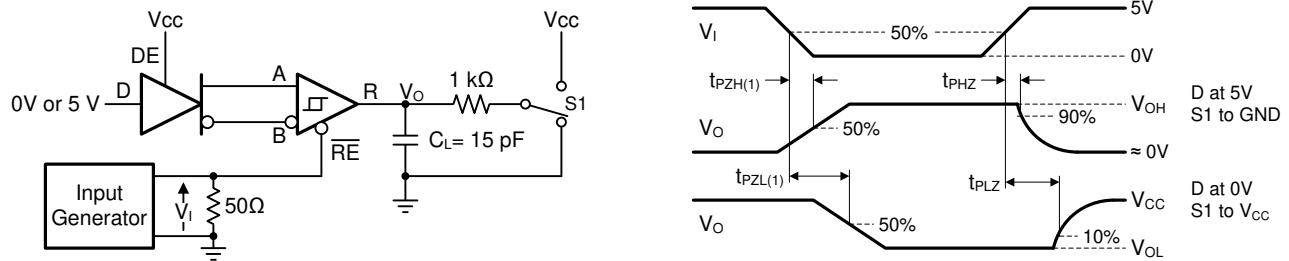 Vcc
Vcc
DE
D
0V or 5 V
A
B
R
VO
1 kΩ
S1
CL= 15 pF
RE
Input
Generator
VI
50Ω
VI
50%
5V
0V
tPZH(1)
tPHZ
VO
50%
90%
VOH
≈ 0V
D at 5V
S1 to GND
tPZL(1)
tPLZ
VO
50%
10%
VCC
VOL
D at 0V
S1 to VCC